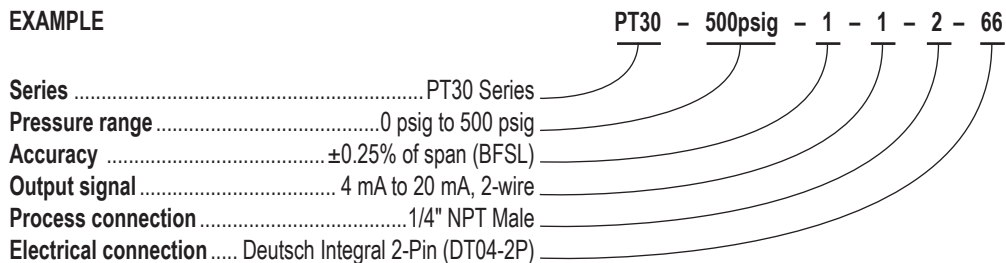 EXAMPLE PT30 – 500psig – 1 – 1 – 2 – 66
Series ................................................................PT30 Series
Pressure range .........................................0 psig to 500 psig
Accuracy ........................................±0.25% of span (BFSL)
Output signal .................................... 4 mA to 20 mA, 2-wire
Process connection ......................................1/4" NPT Male
Electrical connection ..... Deutsch Integral 2-Pin (DT04-2P)